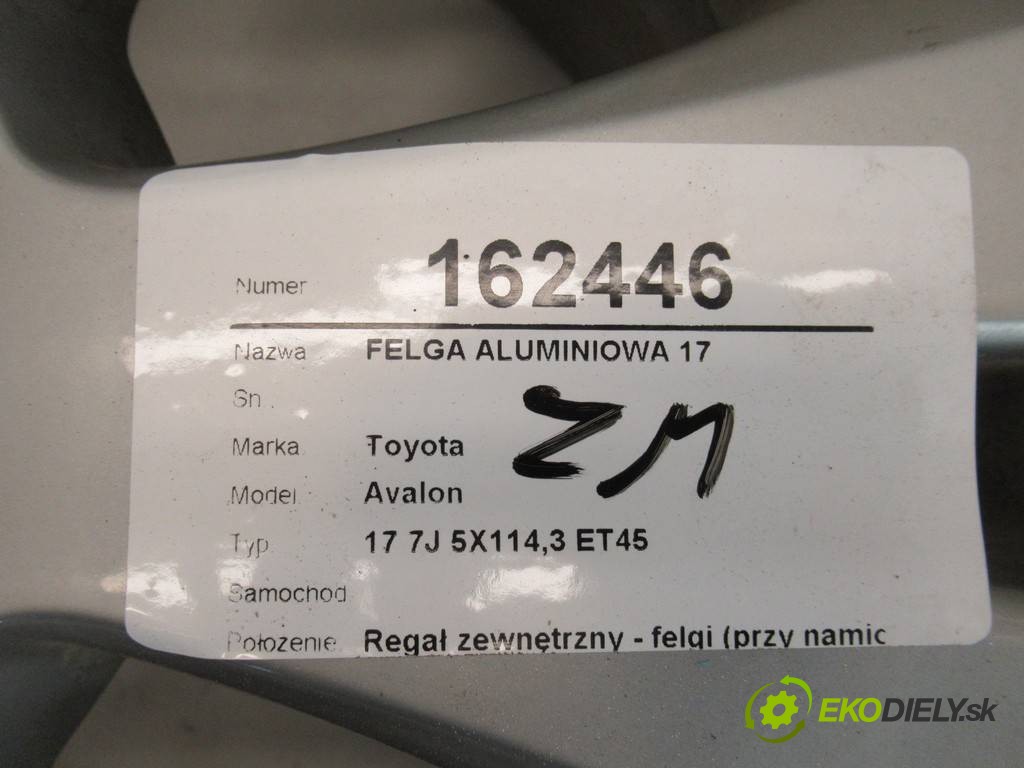 Numer 162446
Nazwa FELGA ALUMINIOWA 17
Sn
ZM
Marka Toyota
Model Avalon
Typ 17 7J 5X114,3 ET45
Samochod
Położenie Regał zewnętrzny - felgi (przy namic
EKODIELY.sk